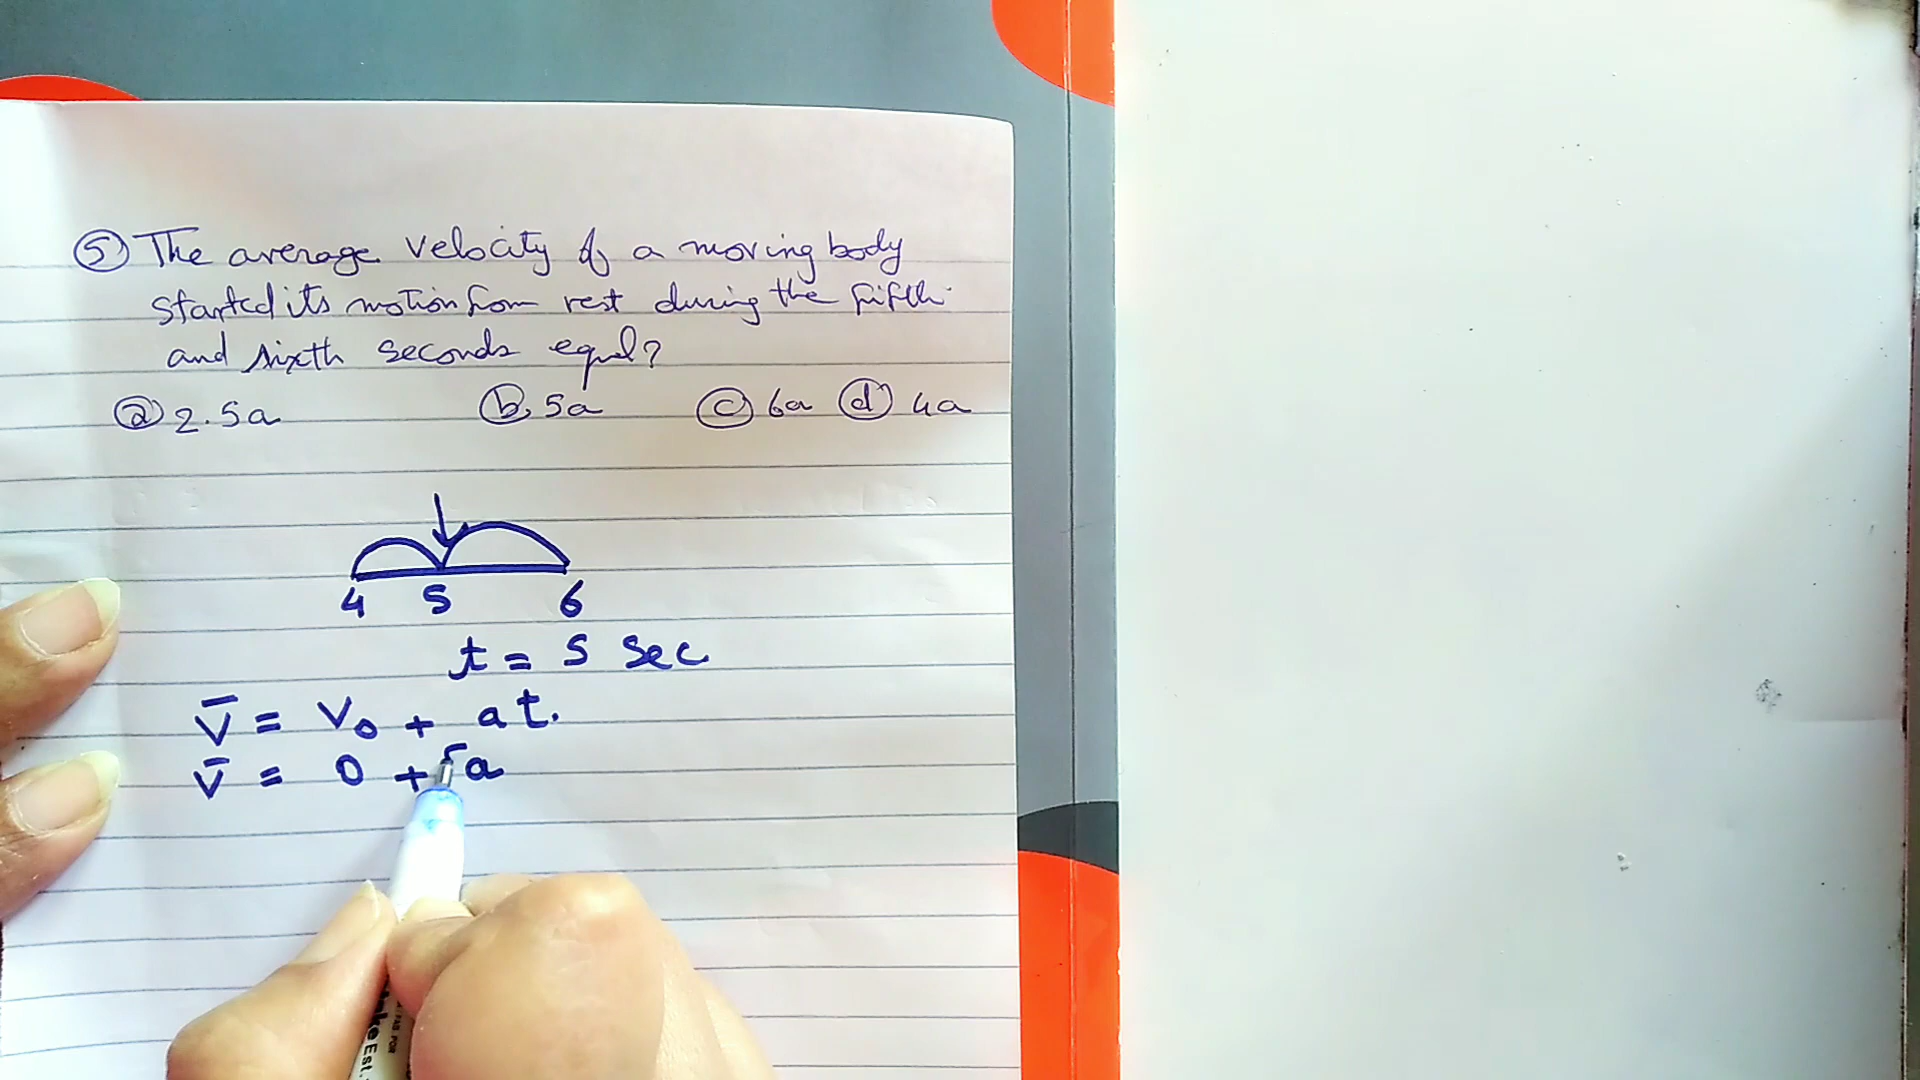 ⑤ The average velocity of a moving body
started its motion from rest during the fifth
and sixth seconds equal?
ⓐ 2.5a ⓑ 5a ⓒ 6a ⓓ 4a
4 5 6
t = 5 sec
V̄ = V₀ + at.
V̄ = 0 + 5a
Est.